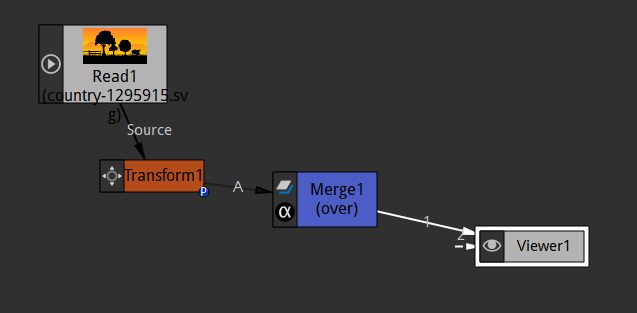 Read1
(country-1295915.sv
g)
Source
Transform1
P
A
Merge1
(over)
α
1
2
Viewer1